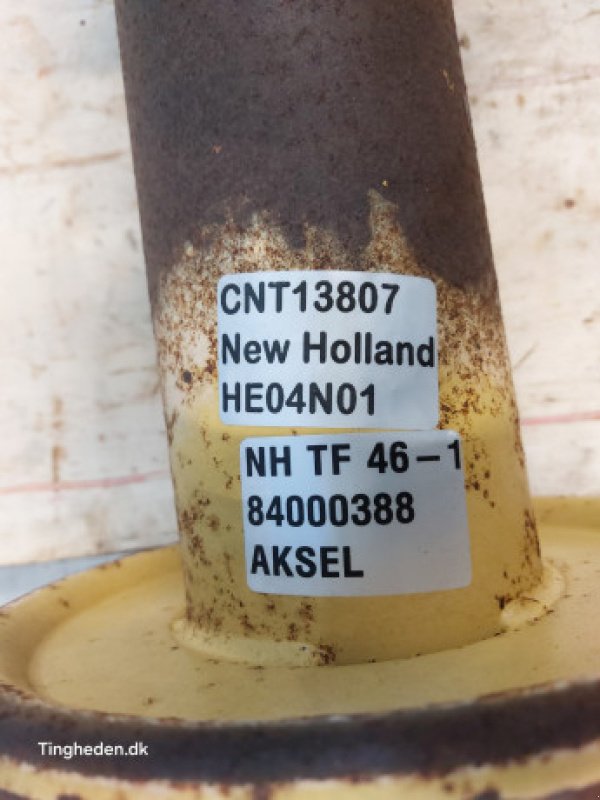 CNT13807
New Holland
HE04N01
NH TF 46-1
84000388
AKSEL
Tingheden.dk